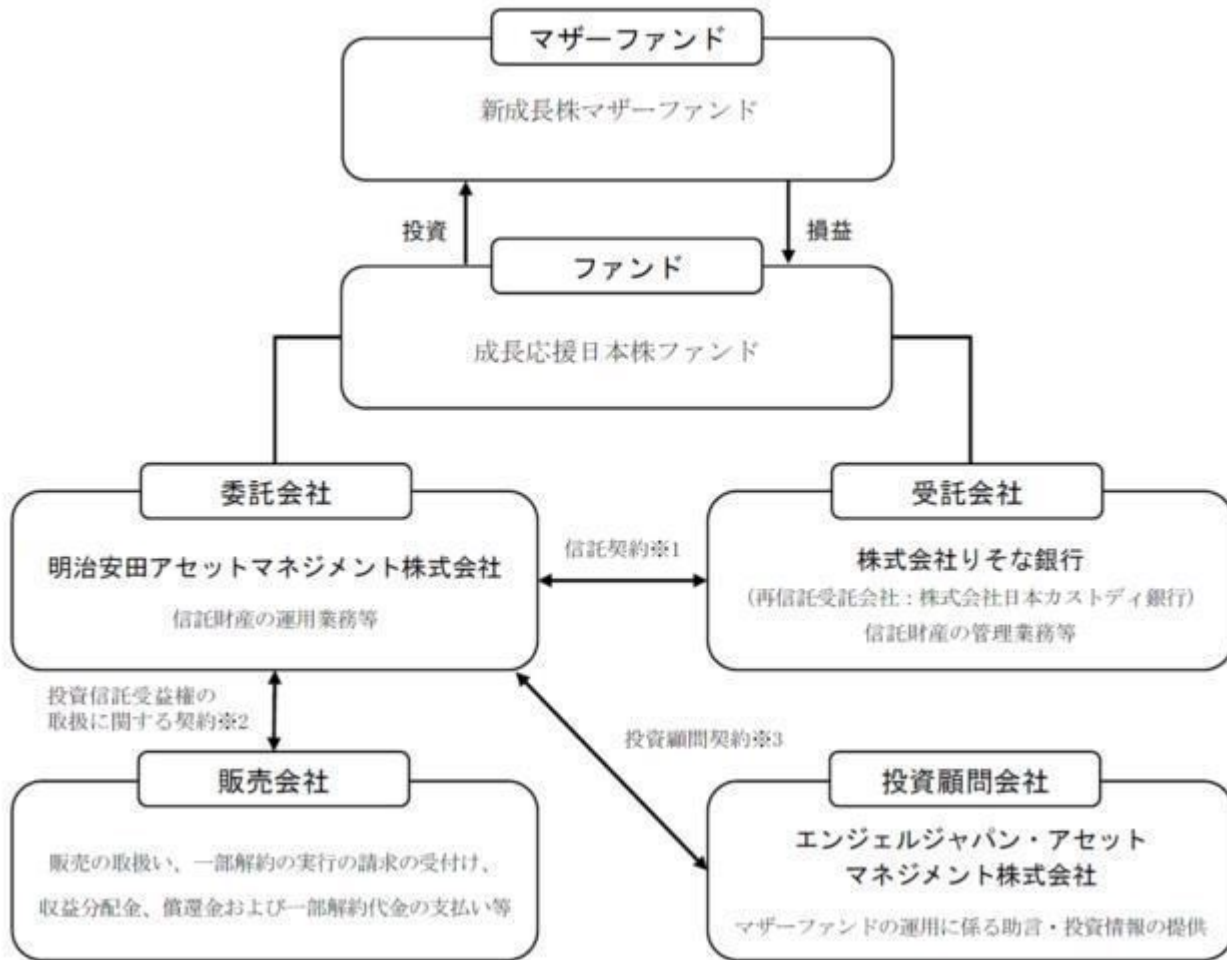 マザーファンド
新成長株マザーファンド
投資
損益
ファンド
成長応援日本株ファンド
委託会社
明治安田アセットマネジメント株式会社
信託財産の運用業務等
信託契約※1
受託会社
株式会社りそな銀行
(再信託受託会社:株式会社日本カストディ銀行)
信託財産の管理業務等
投資信託受益権の
取扱に関する契約※2
投資顧問契約※3
販売会社
販売の取扱い、一部解約の実行の請求の受付け、
収益分配金、償還金および一部解約代金の支払い等
投資顧問会社
エンジェルジャパン・アセット
マネジメント株式会社
マザーファンドの運用に係る助言・投資情報の提供